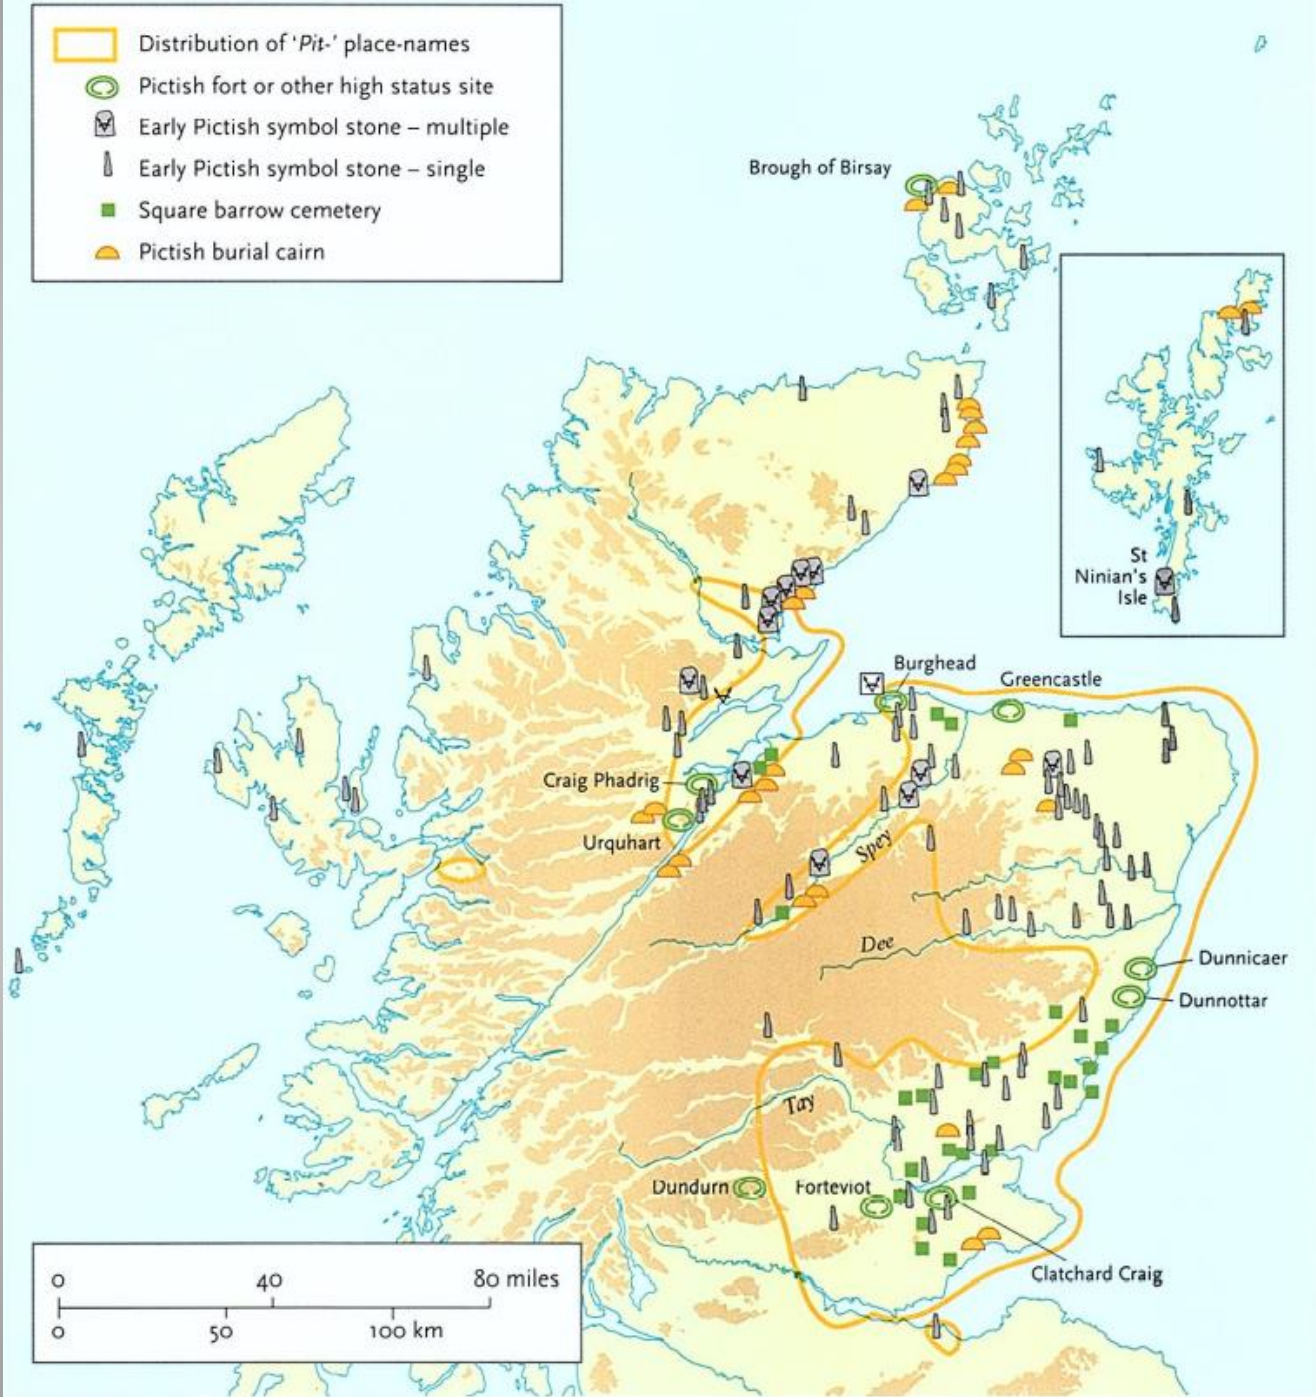 Distribution of 'Pit-' place-names
Pictish fort or other high status site
Early Pictish symbol stone – multiple
Early Pictish symbol stone – single
Square barrow cemetery
Pictish burial cairn
Brough of Birsay
St
Ninian's
Isle
Burghead
Greencastle
Craig Phadrig
Urquhart
Spey
Dee
Dunnicaer
Dunnottar
Tay
Dundurn
Forteviot
Clatchard Craig
0 40 80 miles
0 50 100 km